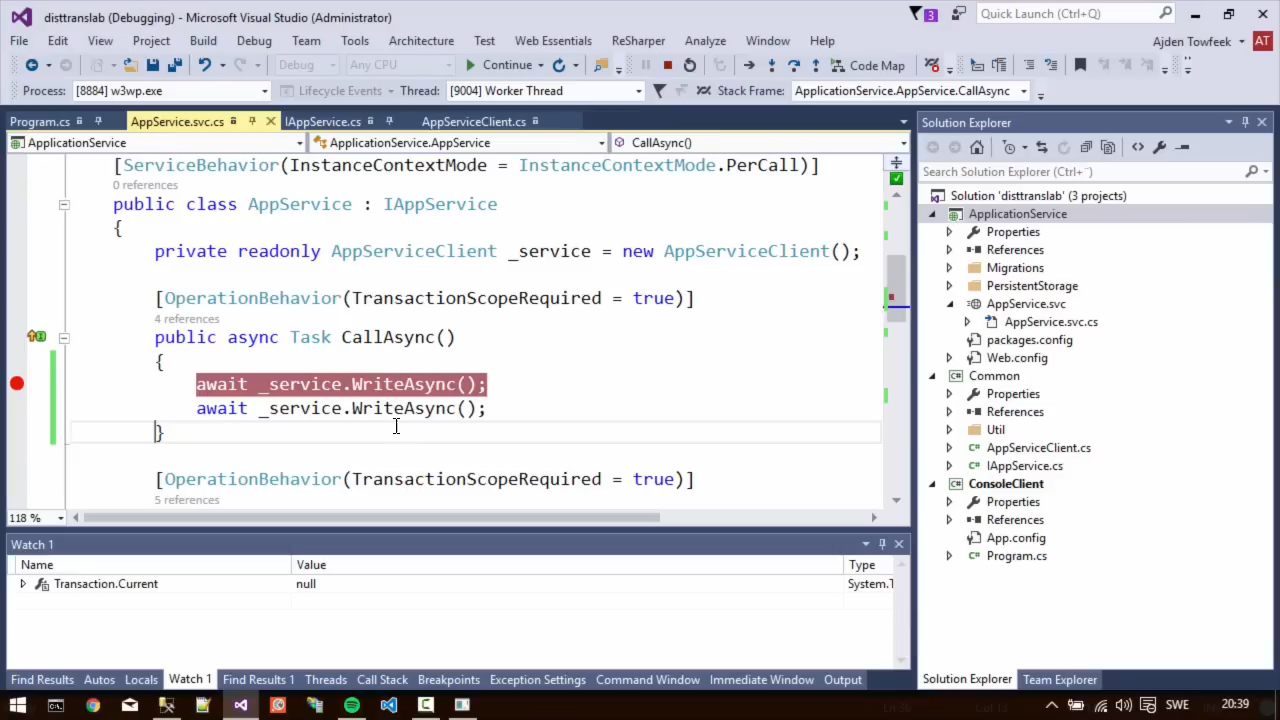 disttranslab (Debugging) - Microsoft Visual Studio (Administrator)
3
Quick Launch (Ctrl+Q)
File Edit View Project Build Debug Team Tools Architecture Test Web Essentials ReSharper Analyze Window Help
Ajden Towfeek AT
Debug Any CPU Continue Code Map
Process: [8884] w3wp.exe Lifecycle Events Thread: [9004] Worker Thread Stack Frame: ApplicationService.AppService.CallAsync
Program.cs AppService.svc.cs IAppService.cs AppServiceClient.cs
ApplicationService ApplicationService.AppService CallAsync()
[ServiceBehavior(InstanceContextMode = InstanceContextMode.PerCall)]
0 references
public class AppService : IAppService
{
private readonly AppServiceClient _service = new AppServiceClient();
[OperationBehavior(TransactionScopeRequired = true)]
4 references
public async Task CallAsync()
{
await _service.WriteAsync();
await _service.WriteAsync();
}
[OperationBehavior(TransactionScopeRequired = true)]
5 references
118 %
Watch 1
Name Value Type
Transaction.Current null System.T
Find Results Autos Locals Watch 1 Find Results 1 Threads Call Stack Breakpoints Exception Settings Command Window Immediate Window Output
Solution Explorer
Search Solution Explorer (Ctrl+¨)
Solution 'disttranslab' (3 projects)
ApplicationService
Properties
References
Migrations
PersistentStorage
AppService.svc
AppService.svc.cs
packages.config
Web.config
Common
Properties
References
Util
AppServiceClient.cs
IAppService.cs
ConsoleClient
Properties
References
App.config
Program.cs
Solution Explorer Team Explorer
SWE 20:39